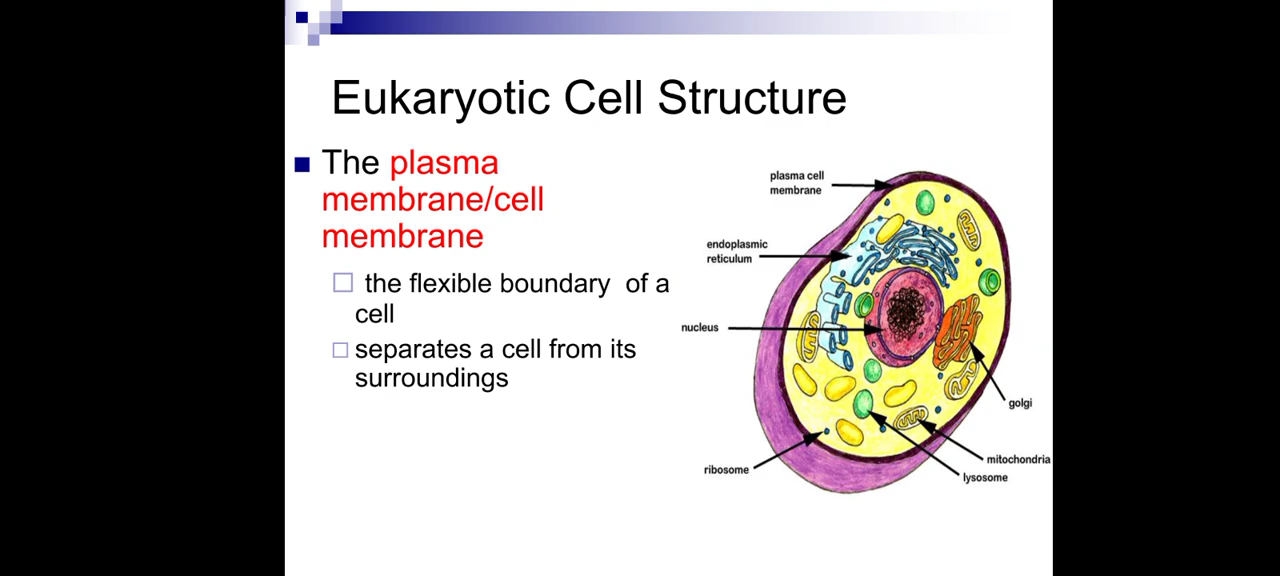 Eukaryotic Cell Structure
The plasma
membrane/cell
membrane
the flexible boundary of a
cell
separates a cell from its
surroundings
plasma cell
membrane
endoplasmic
reticulum
nucleus
golgi
mitochondria
lysosome
ribosome